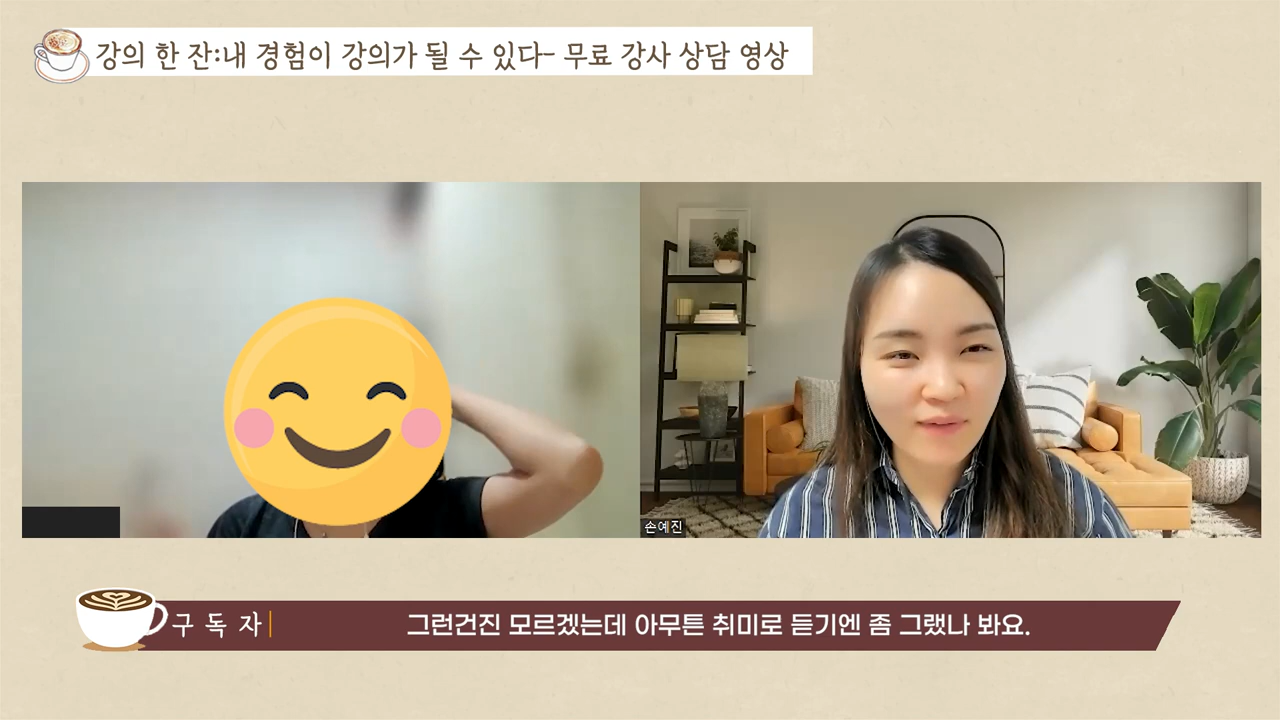 강의 한 잔:내 경험이 강의가 될 수 있다- 무료 강사 상담 영상
손예진
구독자
그런건진 모르겠는데 아무튼 취미로 듣기엔 좀 그랬나 봐요.